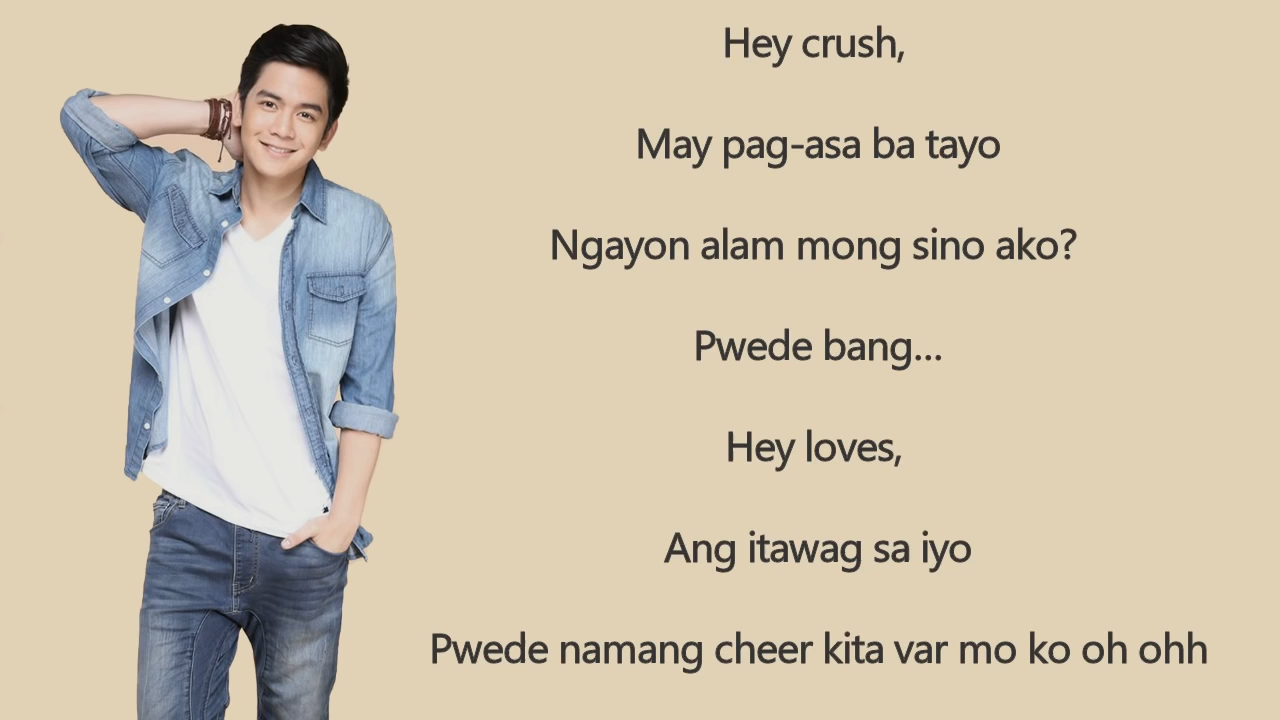 Hey crush,
May pag-asa ba tayo
Ngayon alam mong sino ako?
Pwede bang...
Hey loves,
Ang itawag sa iyo
Pwede namang cheer kita var mo ko oh ohh